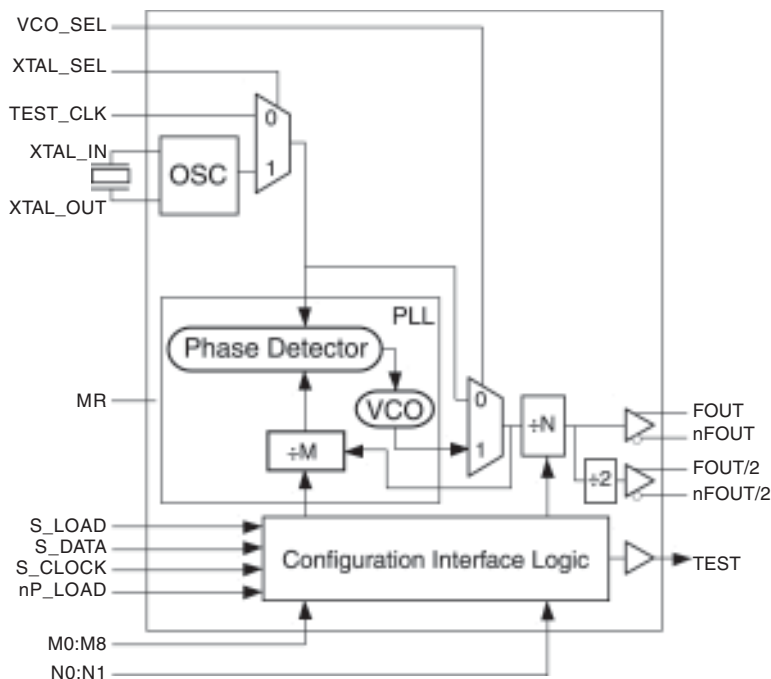 VCO_SEL
XTAL_SEL
TEST_CLK
0
XTAL_IN
OSC
1
XTAL_OUT
PLL
Phase Detector
MR
VCO
0
1
÷N
FOUT
nFOUT
÷M
÷2
FOUT/2
nFOUT/2
S_LOAD
S_DATA
S_CLOCK
nP_LOAD
Configuration Interface Logic
TEST
M0:M8
N0:N1